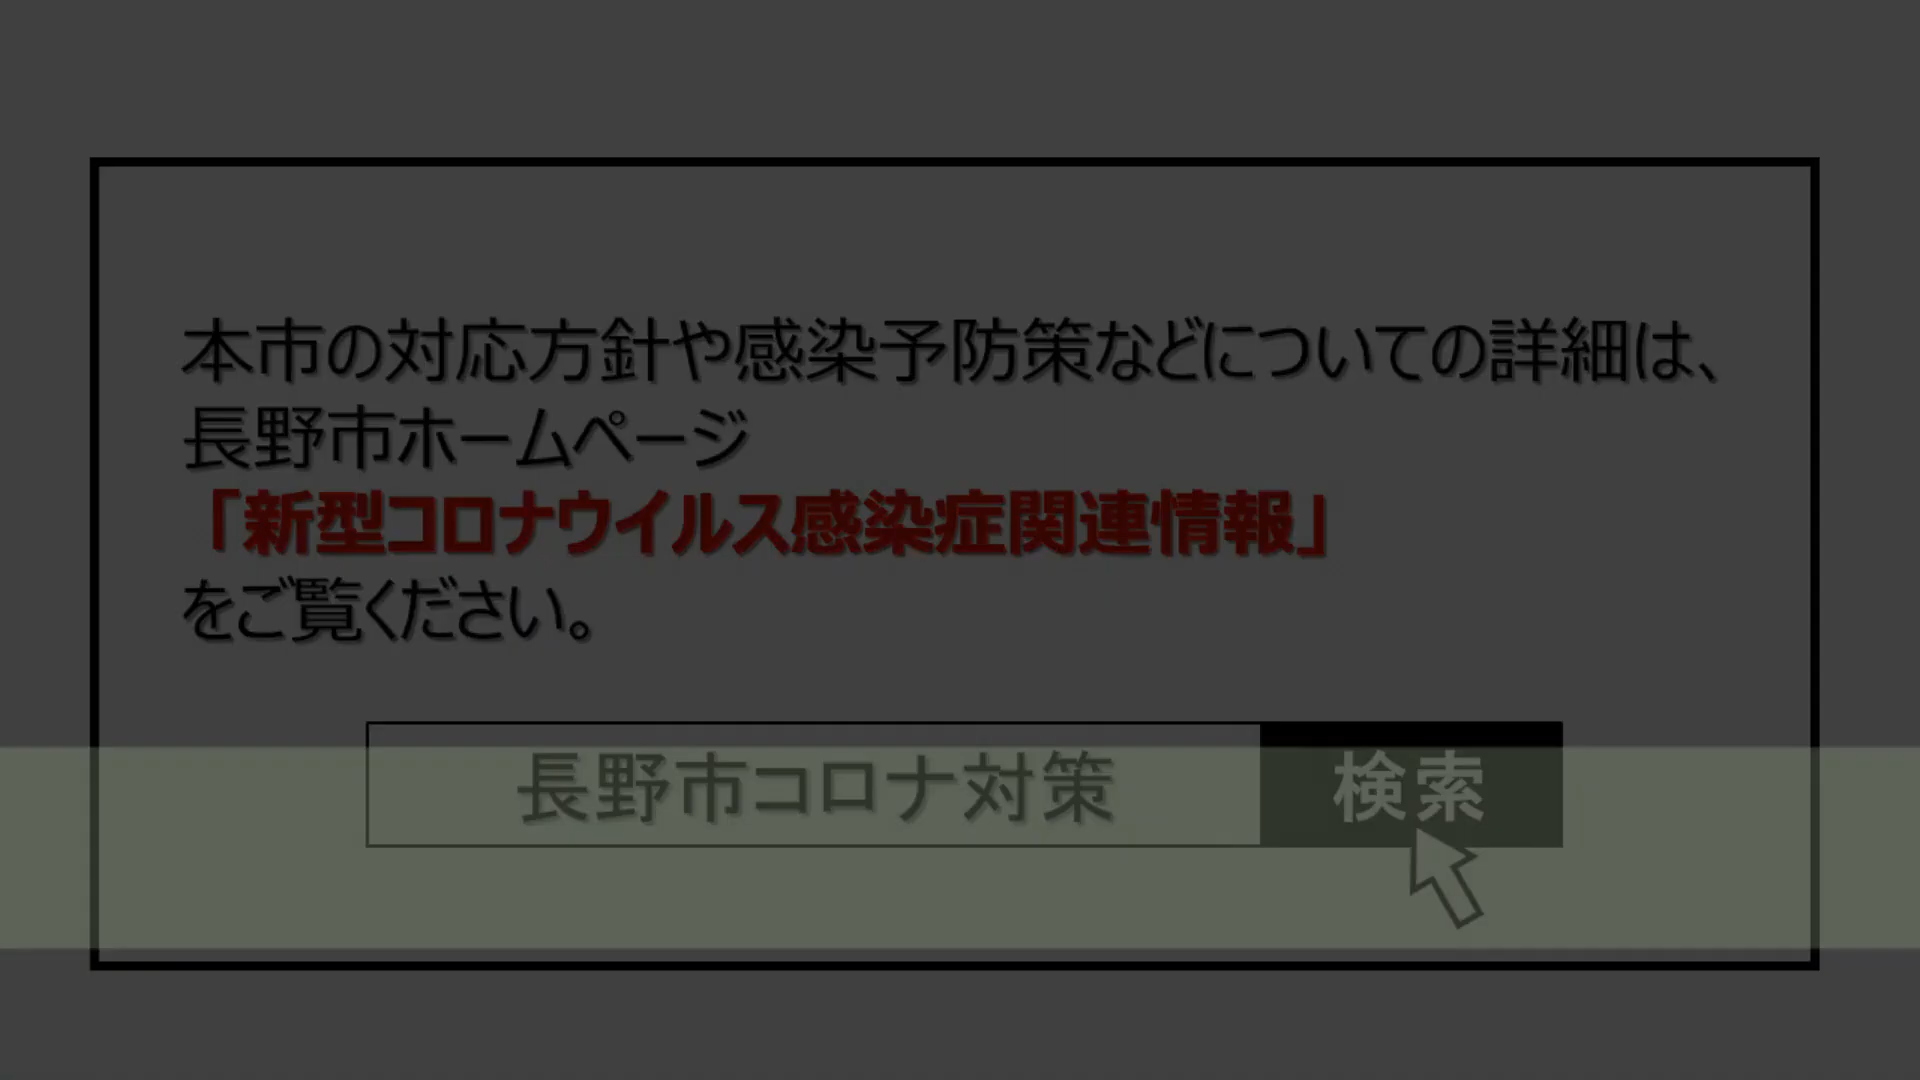 本市の対応方針や感染予防策などについての詳細は、
長野市ホームページ
「新型コロナウイルス感染症関連情報」
をご覧ください。
長野市コロナ対策 検索